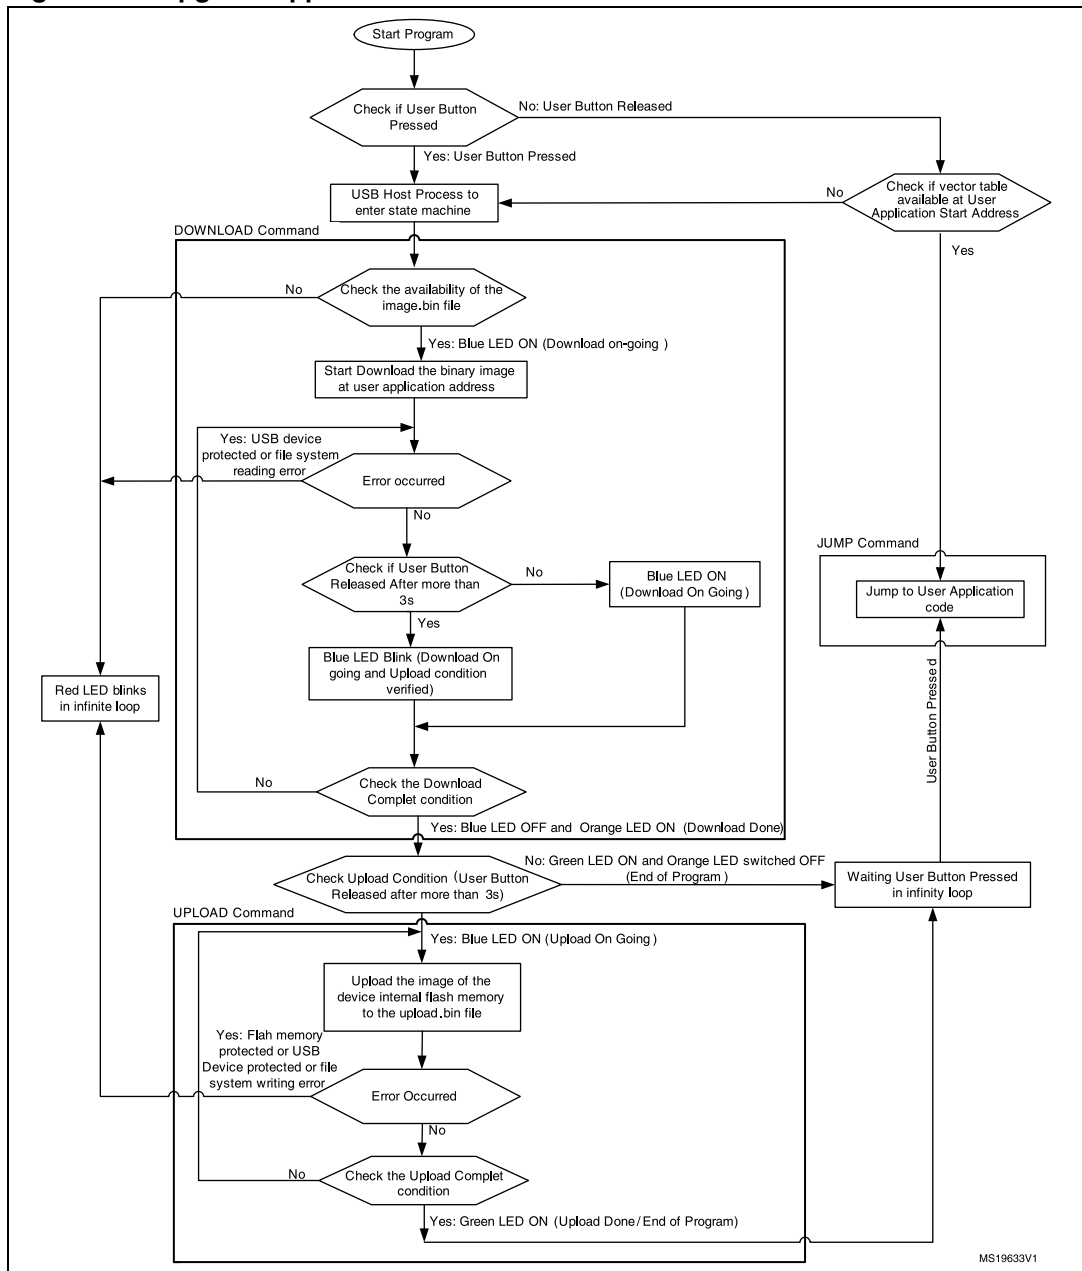 Start Program
Check if User Button
Pressed
No: User Button Released
Yes: User Button Pressed
USB Host Process to
enter state machine
No
Check if vector table
available at User
Application Start Address
Yes
DOWNLOAD Command
No
Check the availability of the
image.bin file
Yes: Blue LED ON (Download on-going )
Start Download the binary image
at user application address
Yes: USB device
protected or file system
reading error
Error occurred
No
Check if User Button
Released After more than
3s
No
Blue LED ON
(Download On Going )
Yes
Blue LED Blink (Download On
going and Upload condition
verified)
JUMP Command
Jump to User Application
code
User Button Pressed
Red LED blinks
in infinite loop
No
Check the Download
Complet condition
Yes: Blue LED OFF and Orange LED ON (Download Done)
Check Upload Condition (User Button
Released after more than 3s)
No: Green LED ON and Orange LED switched OFF
(End of Program )
Waiting User Button Pressed
in infinity loop
UPLOAD Command
Yes: Blue LED ON (Upload On Going )
Upload the image of the
device internal flash memory
to the upload.bin file
Yes: Flah memory
protected or USB
Device protected or file
system writing error
Error Occurred
No
No
Check the Upload Complet
condition
Yes: Green LED ON (Upload Done/End of Program)
MS19633V1